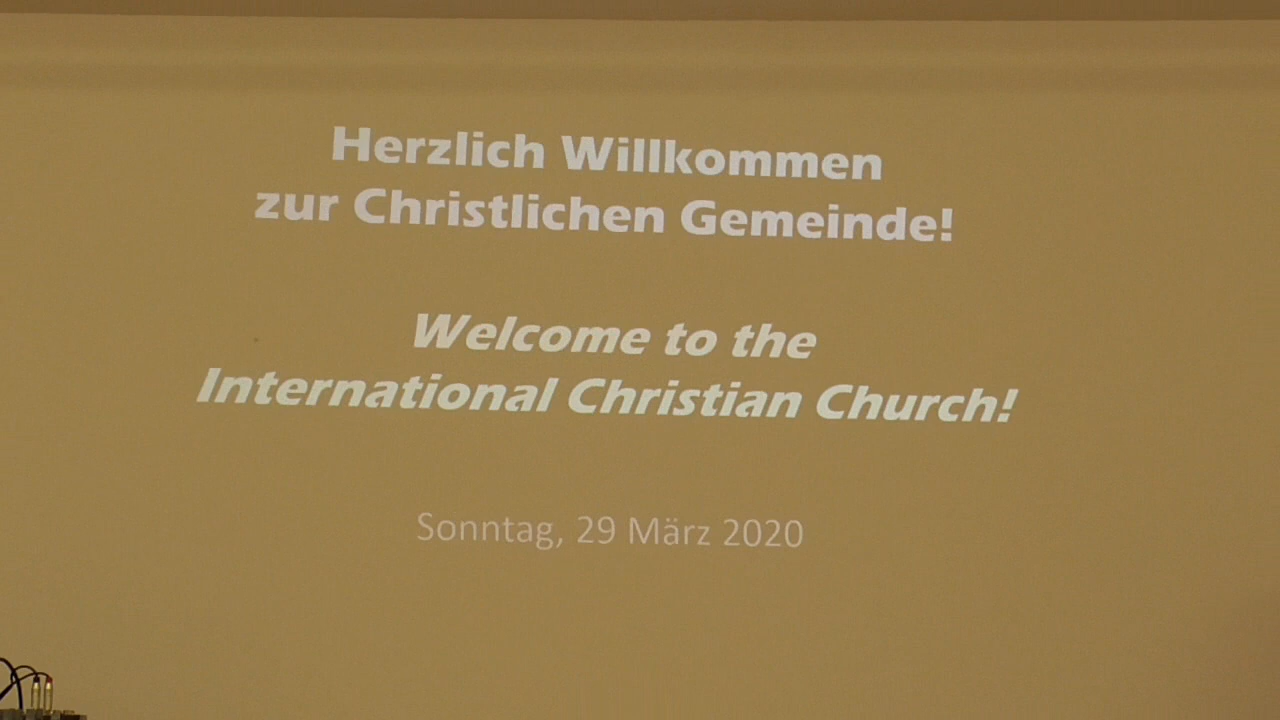 Herzlich Willkommen
zur Christlichen Gemeinde!
Welcome to the
International Christian Church!
Sonntag, 29 März 2020